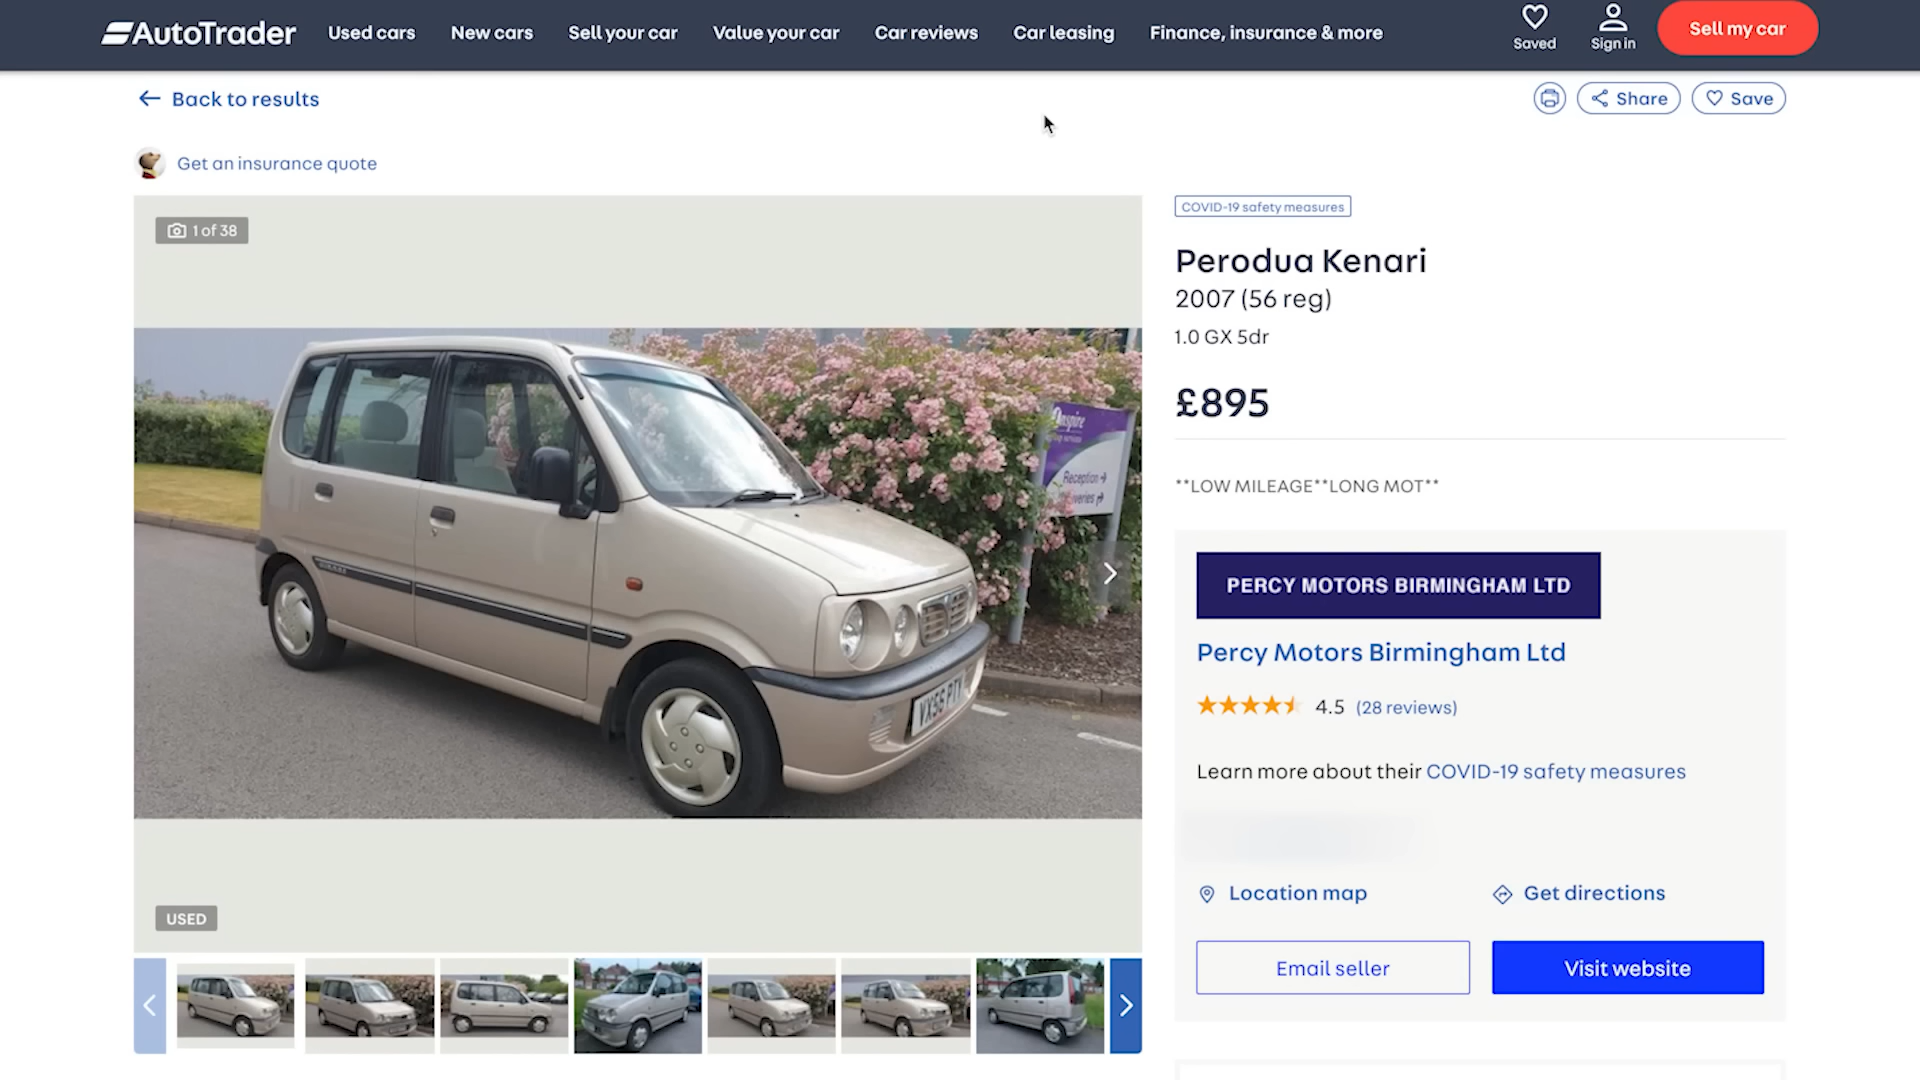 AutoTrader
Used cars
New cars
Sell your car
Value your car
Car reviews
Car leasing
Finance, insurance & more
Saved
Sign in
Sell my car
Back to results
Share
Save
Get an insurance quote
1 of 38
COVID-19 safety measures
Perodua Kenari
2007 (56 reg)
1.0 GX 5dr
£895
**LOW MILEAGE**LONG MOT**
Reception
VX56 PTY
USED
PERCY MOTORS BIRMINGHAM LTD
Percy Motors Birmingham Ltd
4.5 (28 reviews)
Learn more about their COVID-19 safety measures
Location map
Get directions
Email seller
Visit website